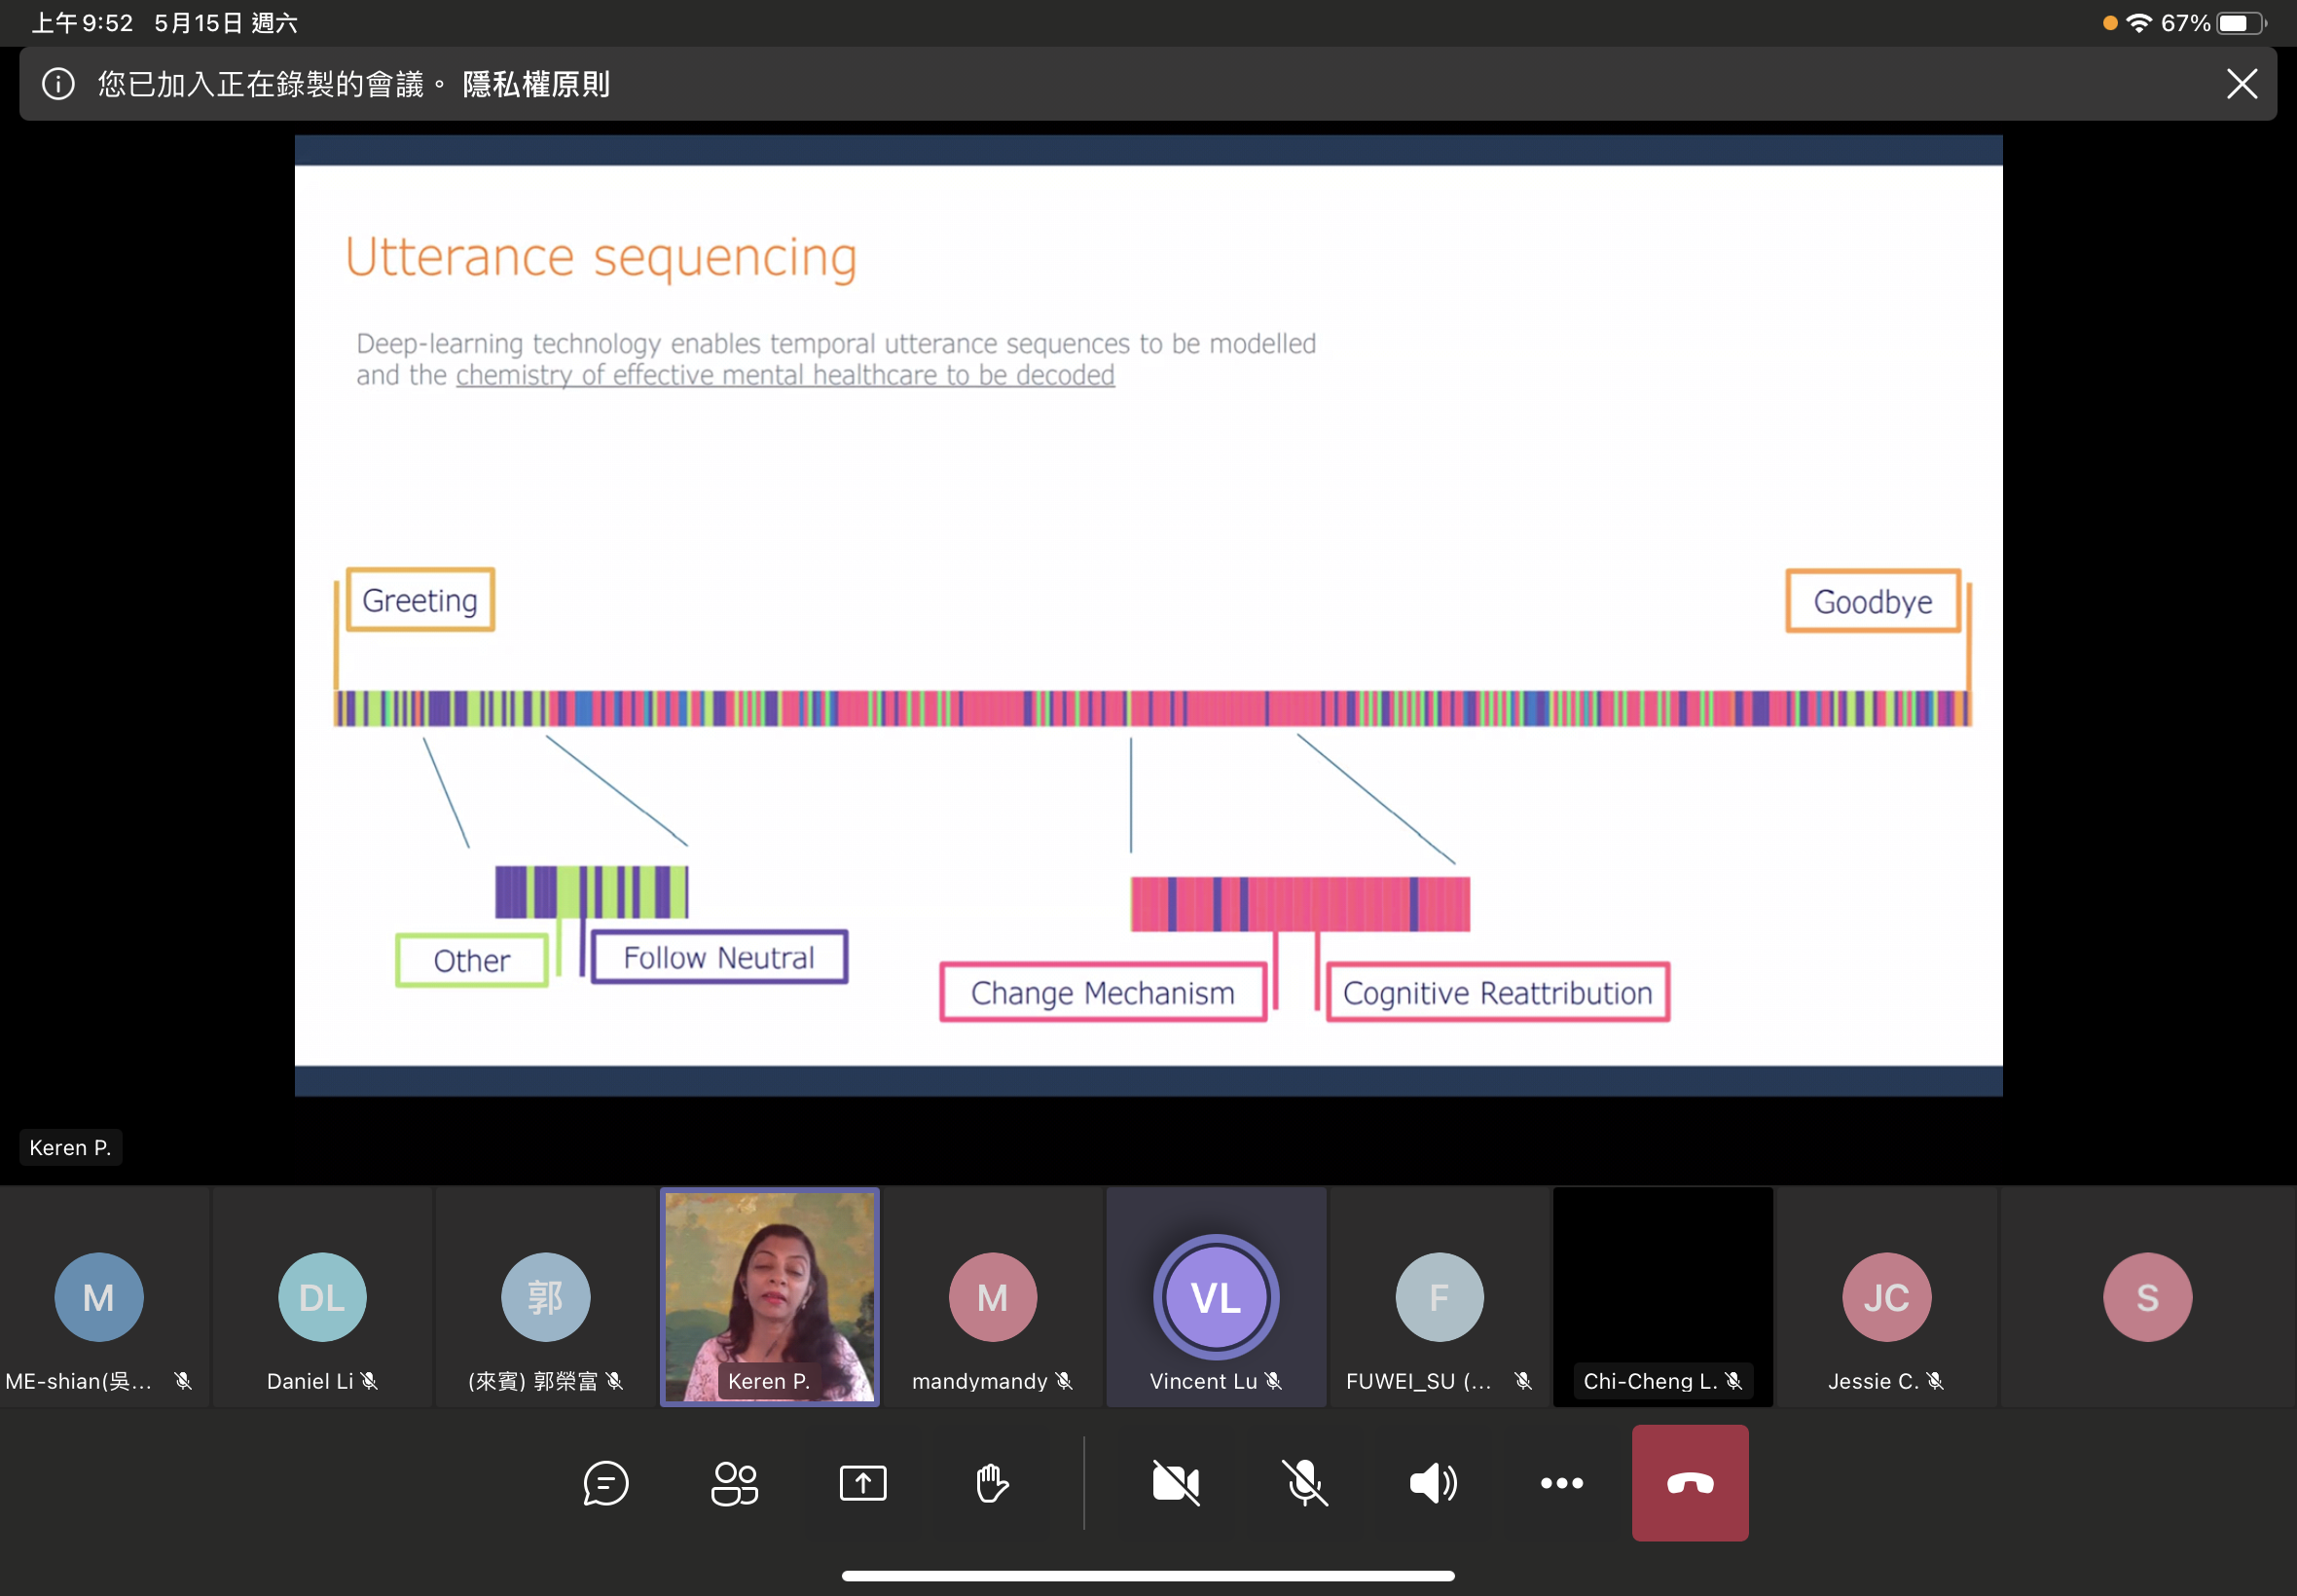 上午9:52 5月15日 週六
67%
您已加入正在錄製的會議。 隱私權原則
Utterance sequencing
Deep-learning technology enables temporal utterance sequences to be modelled
and the chemistry of effective mental healthcare to be decoded
Greeting
Goodbye
Other
Follow Neutral
Change Mechanism
Cognitive Reattribution
Keren P.
M
DL
郭
M
VL
F
JC
S
ME-shian(吳...
Daniel Li
(來賓) 郭榮富
Keren P.
mandymandy
Vincent Lu
FUWEI_SU (...
Chi-Cheng L.
Jessie C.